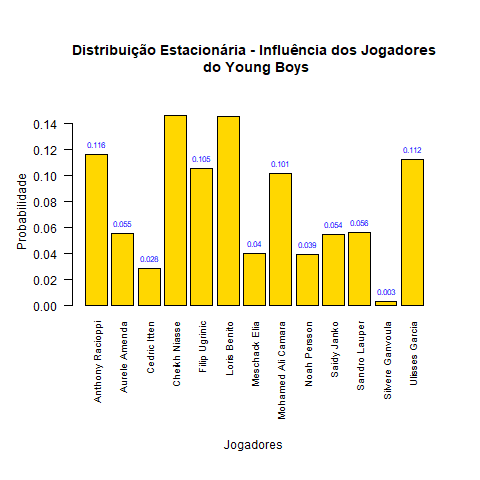 Distribuição Estacionária - Influência dos Jogadores
do Young Boys
Probabilidade
0.14
0.12
0.10
0.08
0.06
0.04
0.02
0.00
0.116
0.055
0.028
0.105
0.04
0.101
0.039
0.054
0.056
0.003
0.112
Anthony Racioppi
Aurele Amenda
Cedric Itten
Cheikh Niasse
Filip Ugrinic
Loris Benito
Meschack Elia
Mohamed Ali Camara
Noah Persson
Saidy Janko
Sandro Lauper
Silvere Ganvoula
Ulisses Garcia
Jogadores